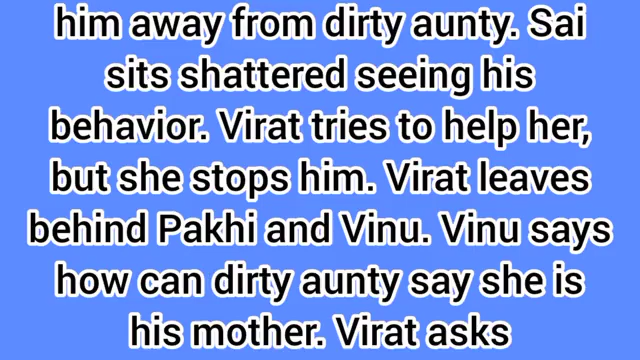 him away from dirty aunty. Sai
sits shattered seeing his
behavior. Virat tries to help her,
but she stops him. Virat leaves
behind Pakhi and Vinu. Vinu says
how can dirty aunty say she is
his mother. Virat asks